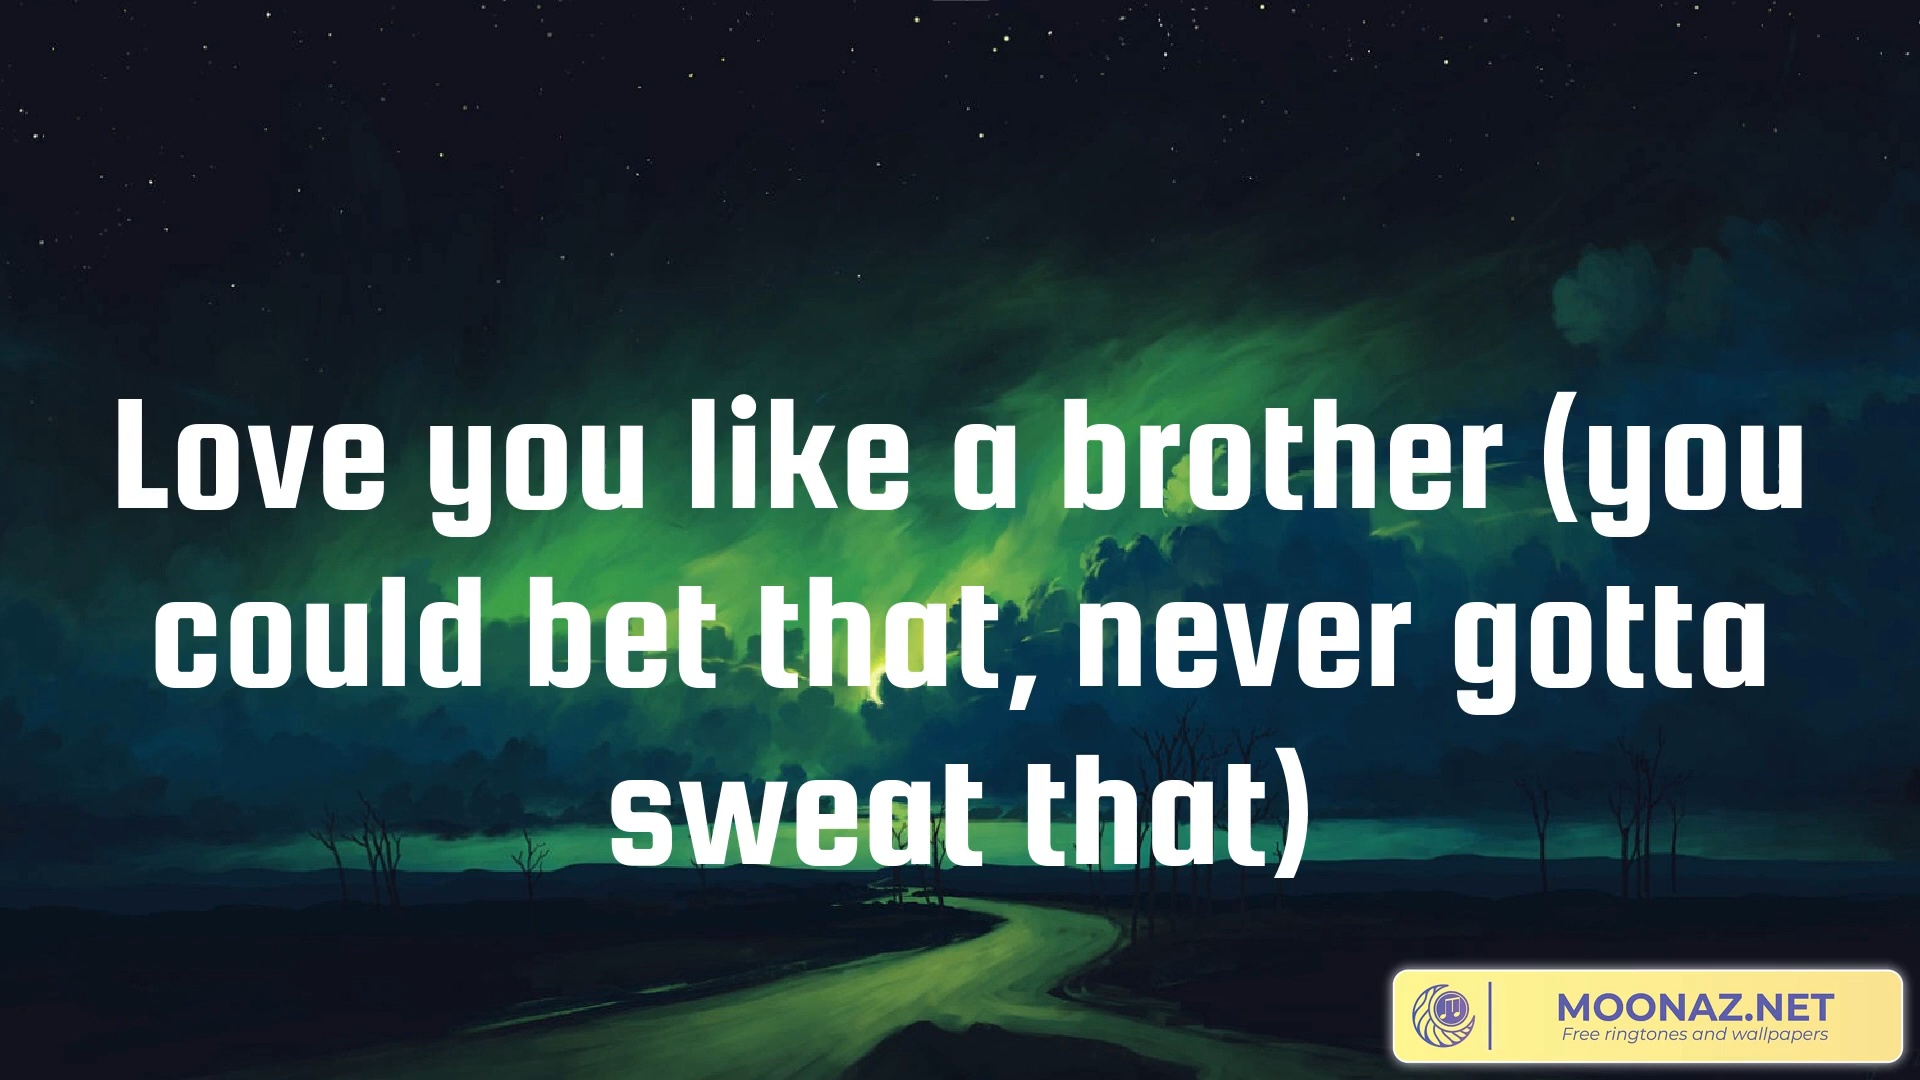 Love you like a brother (you
could bet that, never gotta
sweat that)
MOONAZ.NET
Free ringtones and wallpapers